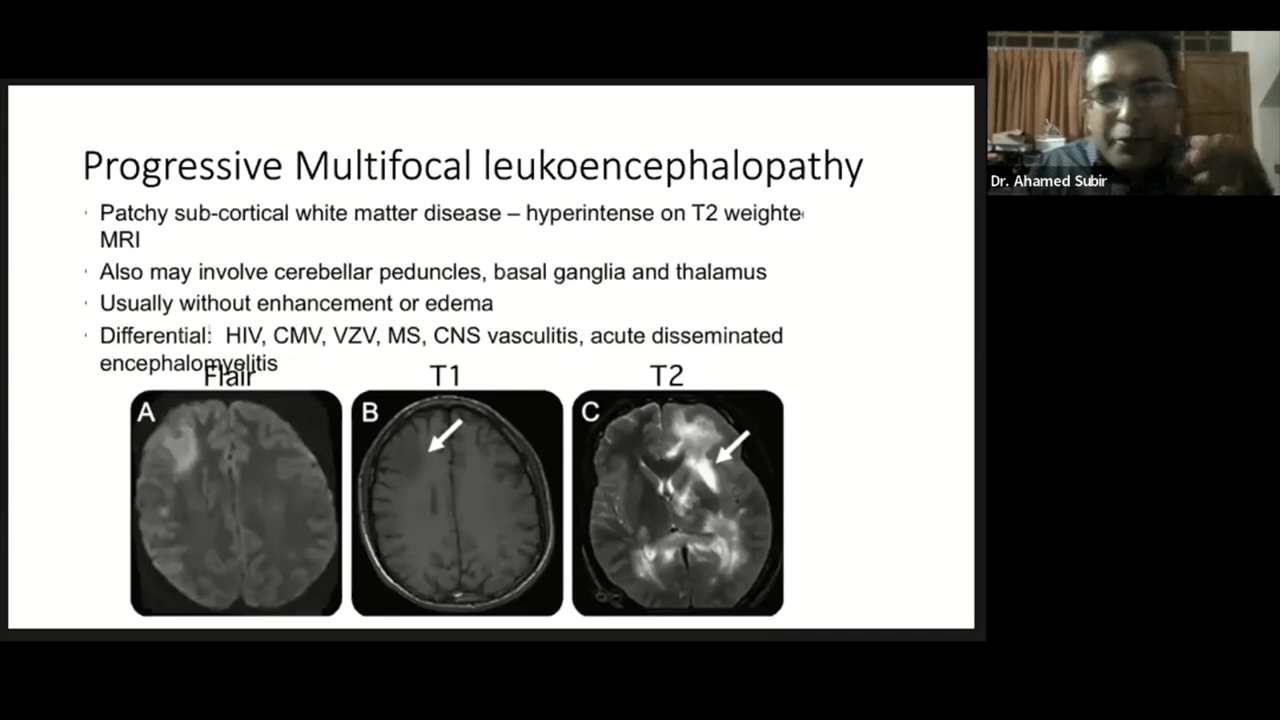 Progressive Multifocal leukoencephalopathy
Patchy sub-cortical white matter disease – hyperintense on T2 weighted
MRI
Also may involve cerebellar peduncles, basal ganglia and thalamus
Usually without enhancement or edema
Differential: HIV, CMV, VZV, MS, CNS vasculitis, acute disseminated
encephalomyelitis
Flair
T1
T2
A
B
C
Dr. Ahamed Subir